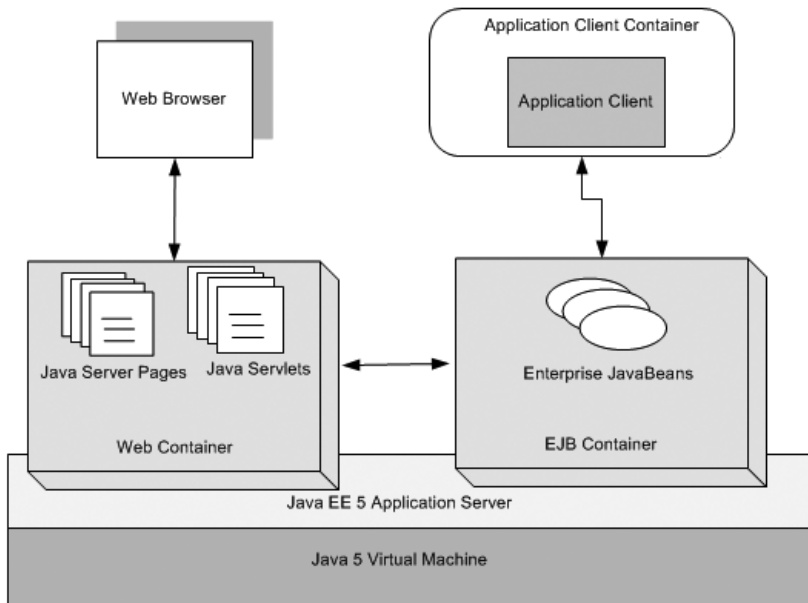 Web Browser
Application Client Container
Application Client
Java Server Pages
Java Servlets
Web Container
Enterprise JavaBeans
EJB Container
Java EE 5 Application Server
Java 5 Virtual Machine